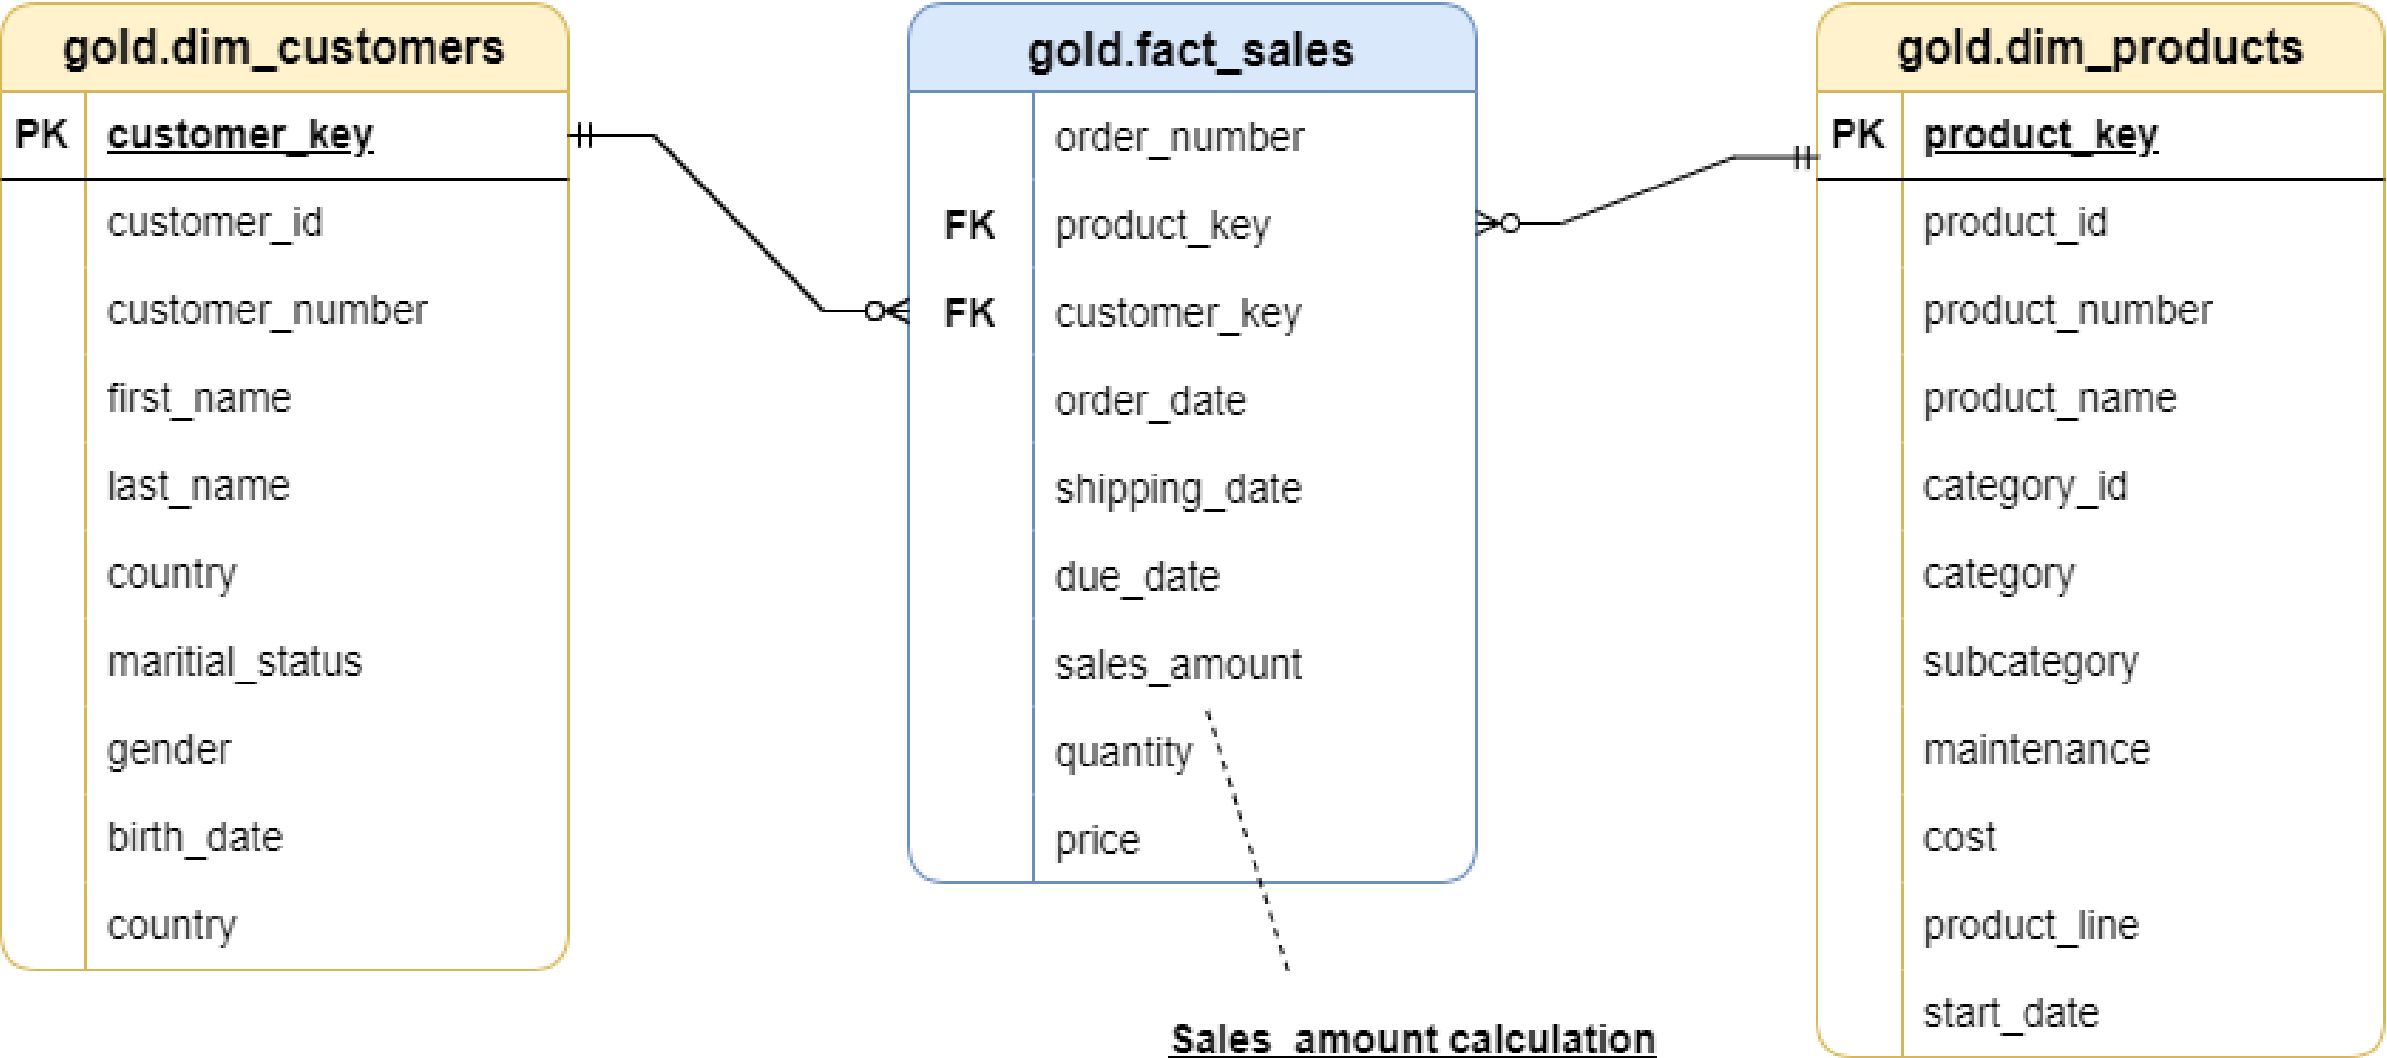 gold.dim_customers
PK customer_key
customer_id
customer_number
first_name
last_name
country
maritial_status
gender
birth_date
country
gold.fact_sales
order_number
FK product_key
FK customer_key
order_date
shipping_date
due_date
sales_amount
quantity
price
Sales_amount calculation
gold.dim_products
PK product_key
product_id
product_number
product_name
category_id
category
subcategory
maintenance
cost
product_line
start_date